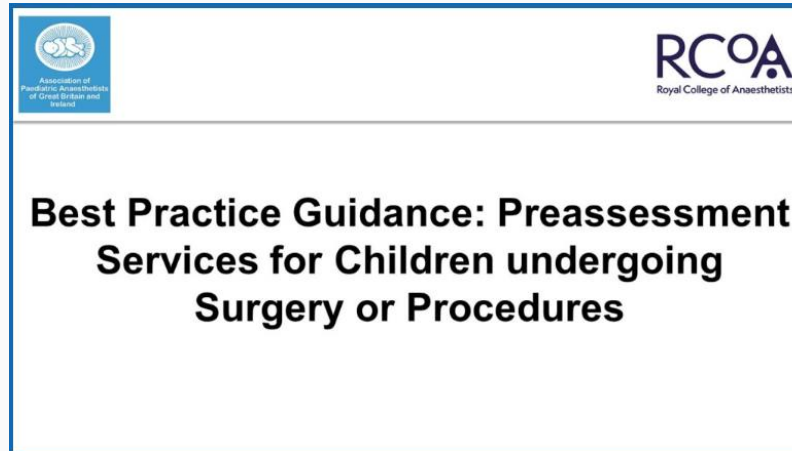 Association of
Paediatric Anaesthetists
of Great Britain and
Ireland
RCOA
Royal College of Anaesthetists
Best Practice Guidance: Preassessment
Services for Children undergoing
Surgery or Procedures